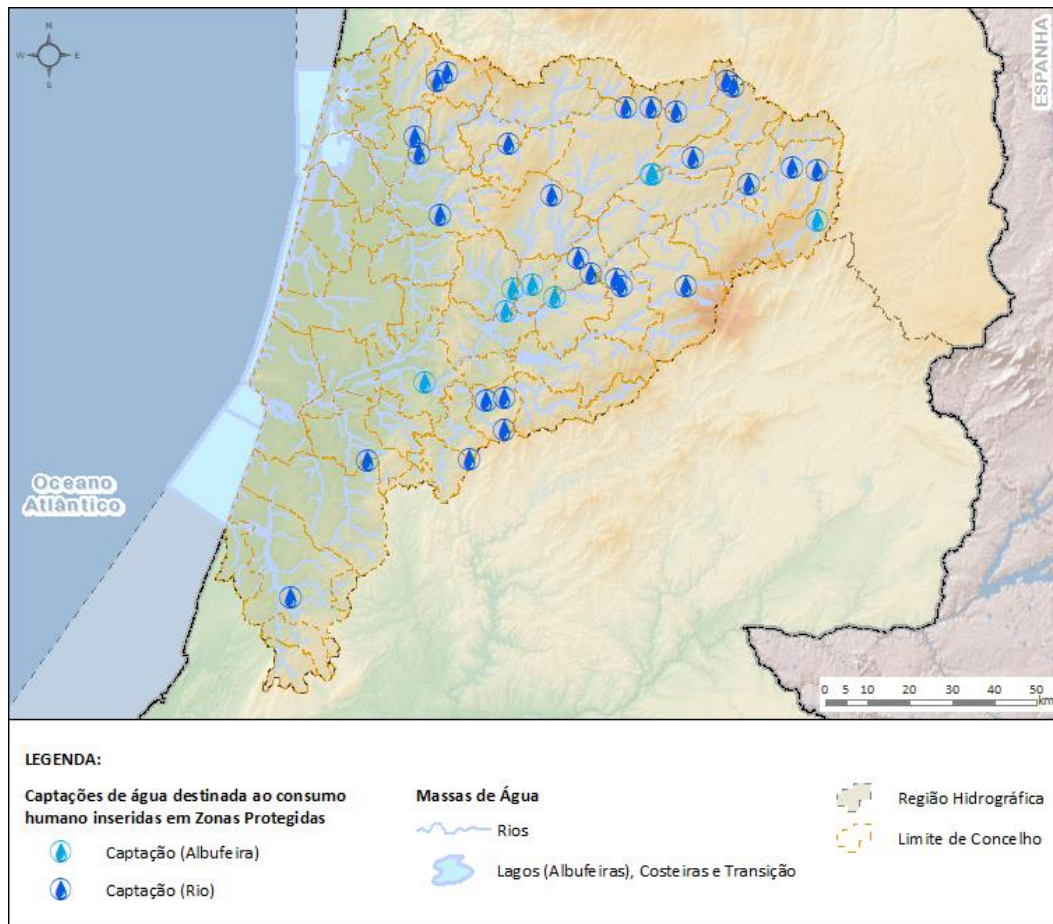 N
W
E
S
ESPANHA
Oceano
Atlântico
0 5 10 20 30 40 50
km
LEGENDA:
Captações de água destinada ao consumo
humano inseridas em Zonas Protegidas
Captação (Albufeira)
Captação (Rio)
Massas de Água
Rios
Lagos (Albufeiras), Costeiras e Transição
Região Hidrográfica
Limite de Concelho